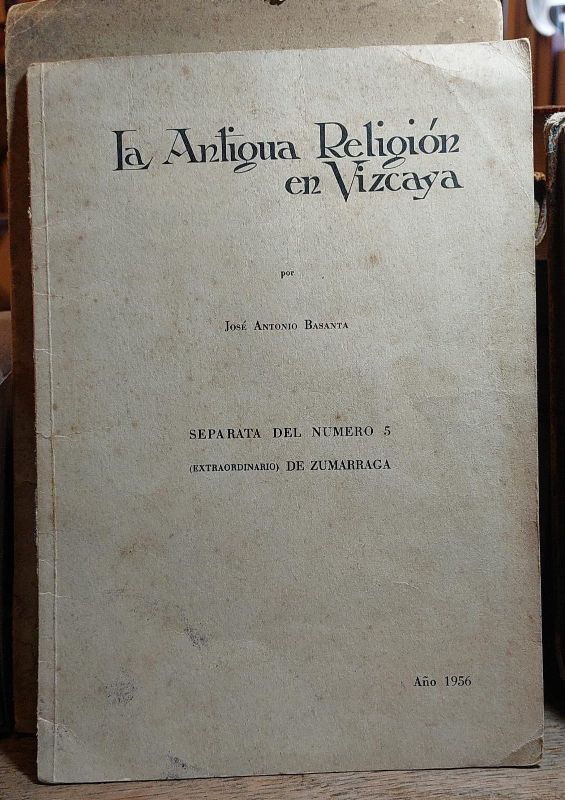 La Antigua Religión
en Vizcaya
por
José Antonio Basanta
SEPARATA DEL NUMERO 5
(EXTRAORDINARIO) DE ZUMARRAGA
Año 1956